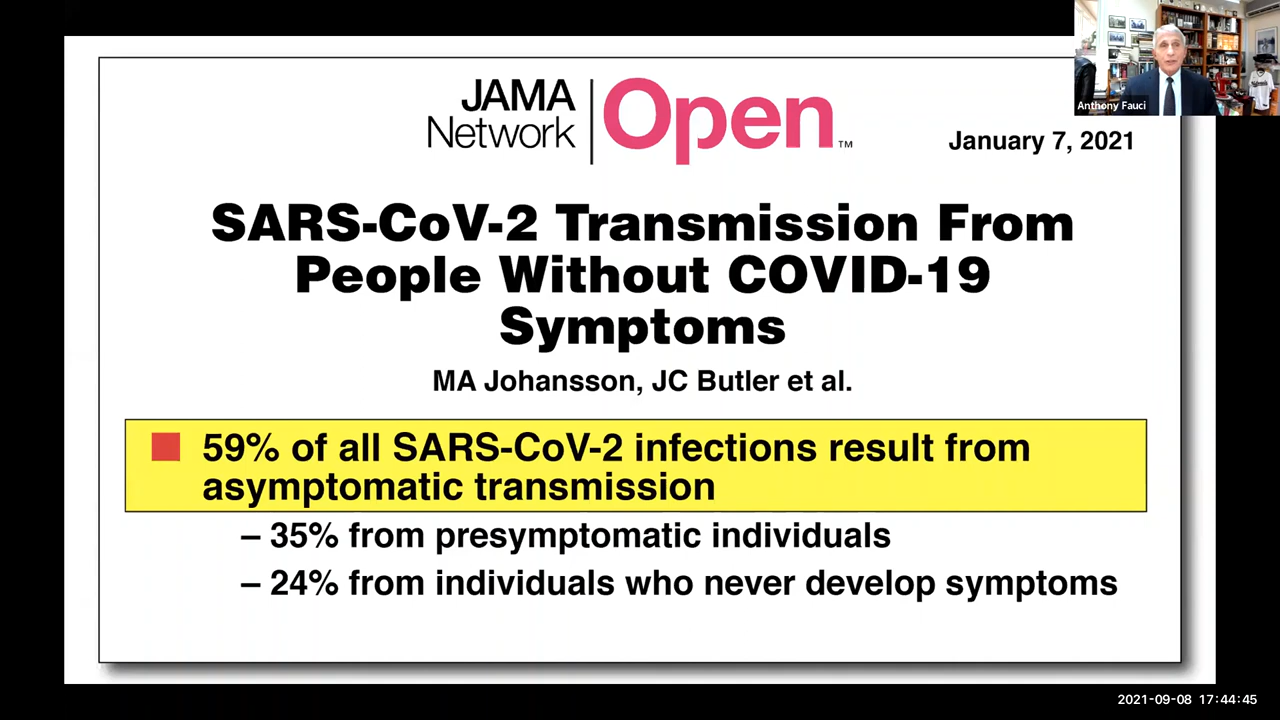 JAMA
Network
Open™
January 7, 2021
Anthony Fauci
SARS-CoV-2 Transmission From
People Without COVID-19
Symptoms
MA Johansson, JC Butler et al.
59% of all SARS-CoV-2 infections result from
asymptomatic transmission
– 35% from presymptomatic individuals
– 24% from individuals who never develop symptoms
2021-09-08 17:44:45